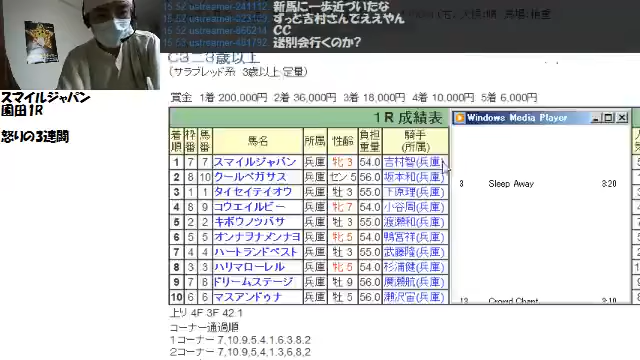 15:52 ustreamer-241112: 新馬に一歩近づいたな
ずっと吉村さんでええやん
CC
送別会行くのか?
C3二3歳以上
(サラブレッド系 3歳以上 定量)
スマイルジャパン
園田1R
怒りの3連闘
賞金 1着 200,000円 2着 36,000円 3着 18,000円 4着 10,000円 5着 6,000円
1R 成績表
着順 枠番 馬番 馬名 所属 性齢 負担重量 騎手(所属)
1 7 7 スマイルジャパン 兵庫 牝 3 54.0 吉村智(兵庫)
2 8 10 クールペガサス 兵庫 セン 5 56.0 坂本和(兵庫)
3 1 1 タイセイテイオウ 兵庫 牡 3 55.0 下原理(兵庫)
4 8 9 コウエイルビー 兵庫 牝 7 54.0 小谷周(兵庫)
5 2 2 キボウノツバサ 兵庫 牡 3 55.0 渡瀬和(兵庫)
6 5 5 オンナヲナメンナヨ 兵庫 牝 5 54.0 鴨宮祥(兵庫)
7 4 4 ハートランドベスト 兵庫 牡 3 55.0 武藤隆(兵庫)
8 3 3 ハリマローレル 兵庫 牝 5 54.0 杉浦健(兵庫)
9 7 8 ドリームステージ 兵庫 牡 9 56.0 廣瀬航(兵庫)
10 6 6 マスアンドゥナ 兵庫 牡 5 56.0 瀬沢宙(兵庫)
Windows Media Player
8 Sleep Away 3:20
13 Crowd Chant 3:10
上り 4F 3F 42.1
コーナー通過順
1コーナー 7,10,9,5,4,1,6,3,8,2
2コーナー 7,10,9,5,4,1,3,6,8,2